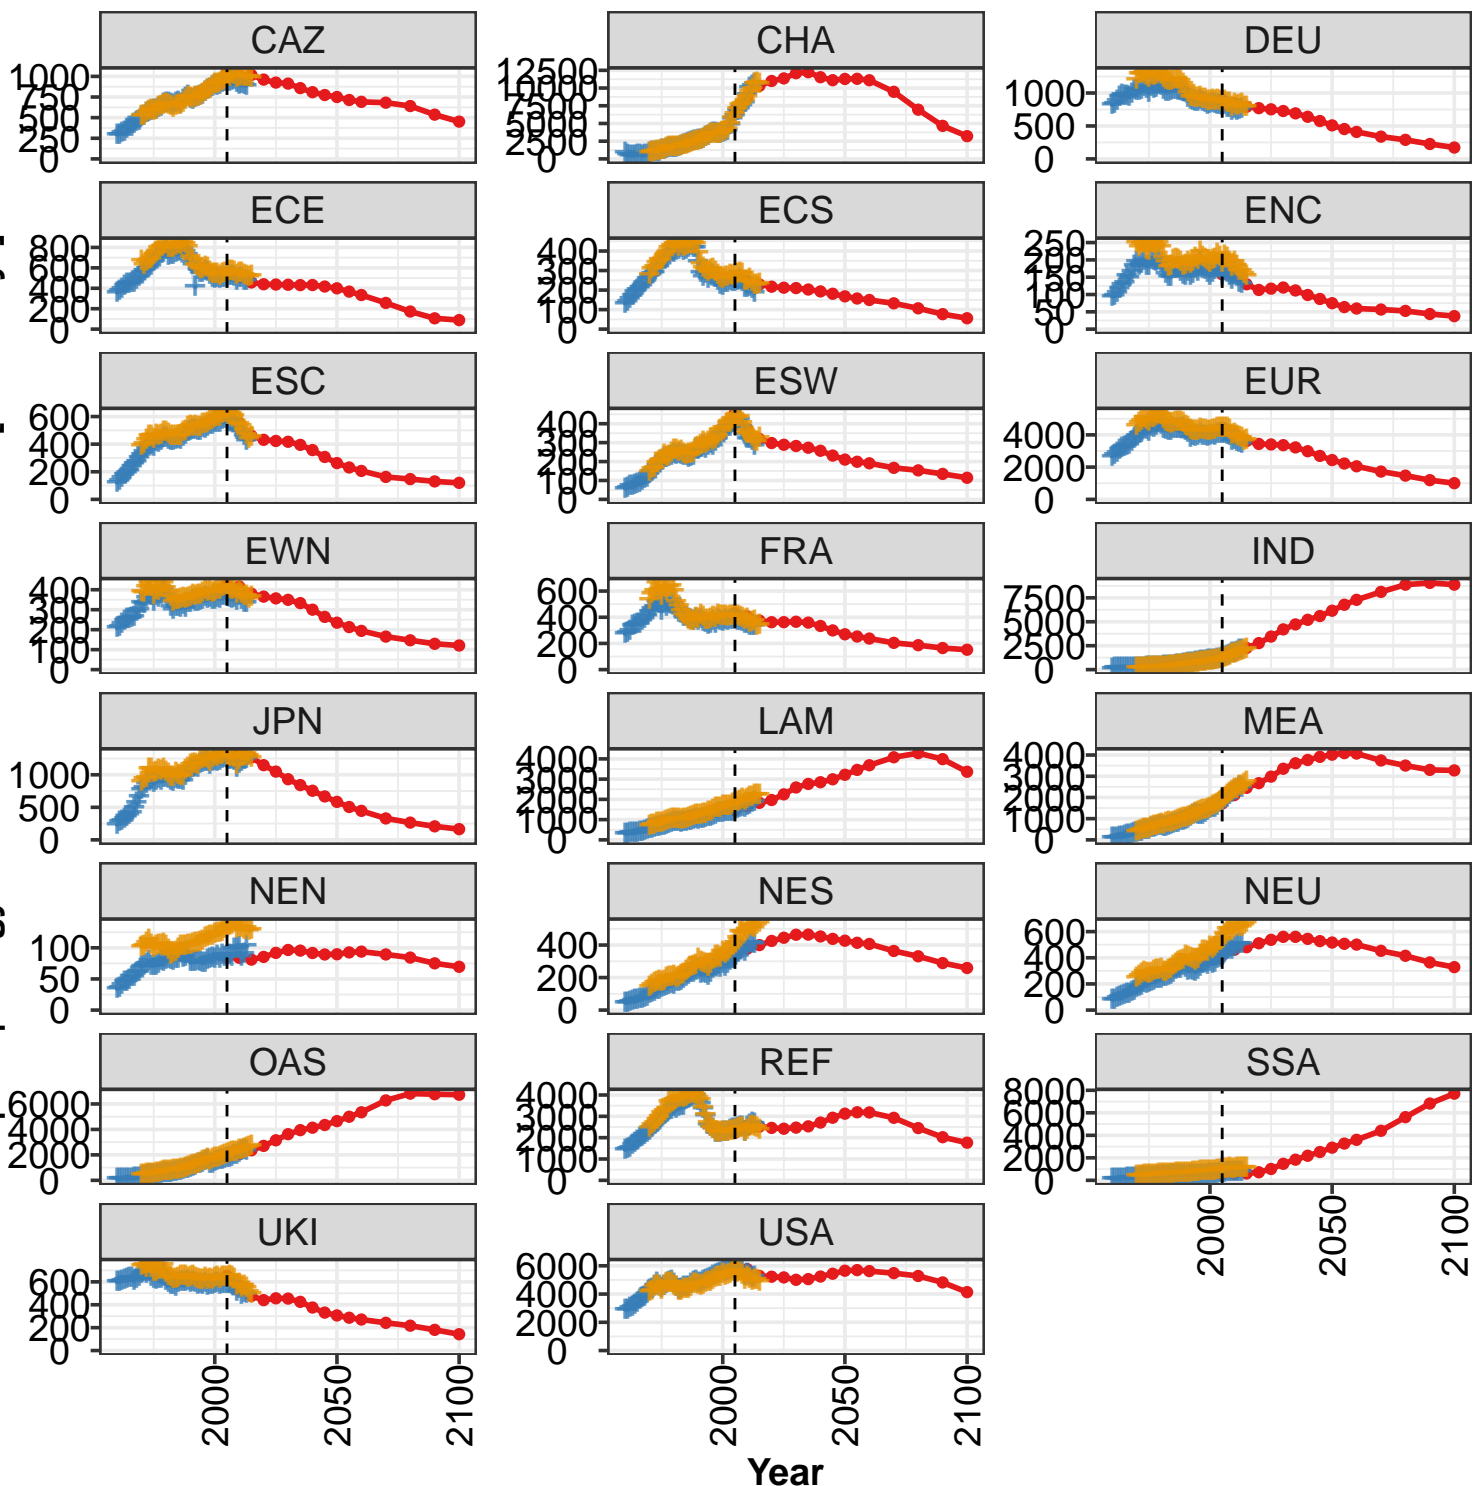 CAZ CHA DEU
1000 750 500 250 0
12500 10000 7500 5000 2500 0
1000 500 0
ECE ECS ENC
800 600 400 200 0
400 300 200 100 0
250 200 150 100 50 0
ESC ESW EUR
600 400 200 0
400 300 200 100 0
4000 2000 0
EWN FRA IND
400 300 200 100 0
600 400 200 0
7500 5000 2500 0
JPN LAM MEA
1000 500 0
4000 3000 2000 1000 0
4000 3000 2000 1000 0
NEN NES NEU
100 50 0
400 200 0
600 400 200 0
OAS REF SSA
6000 4000 2000 0
4000 3000 2000 1000 0
8000 6000 4000 2000 0
2000 2050 2100
UKI USA
600 400 200 0
6000 4000 2000 0
2000 2050 2100
2000 2050 2100
Year